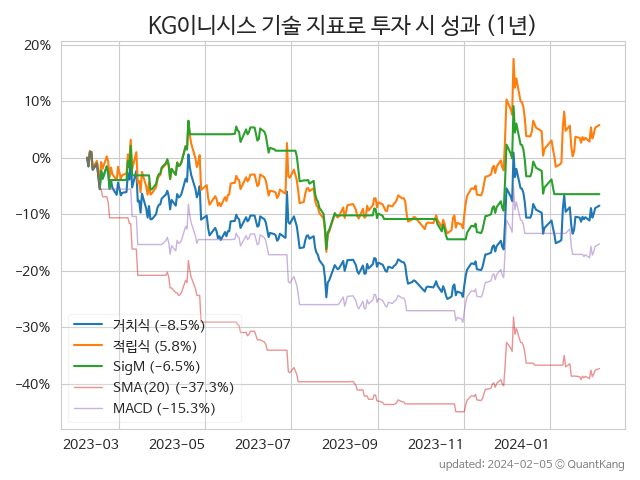 KG이니시스 기술 지표로 투자 시 성과 (1년)
20%
10%
0%
−10%
−20%
−30%
−40%
거치식 (−8.5%)
적립식 (5.8%)
SigM (−6.5%)
SMA(20) (−37.3%)
MACD (−15.3%)
2023−03 2023−05 2023−07 2023−09 2023−11 2024−01
updated: 2024−02−05 © QuantKang